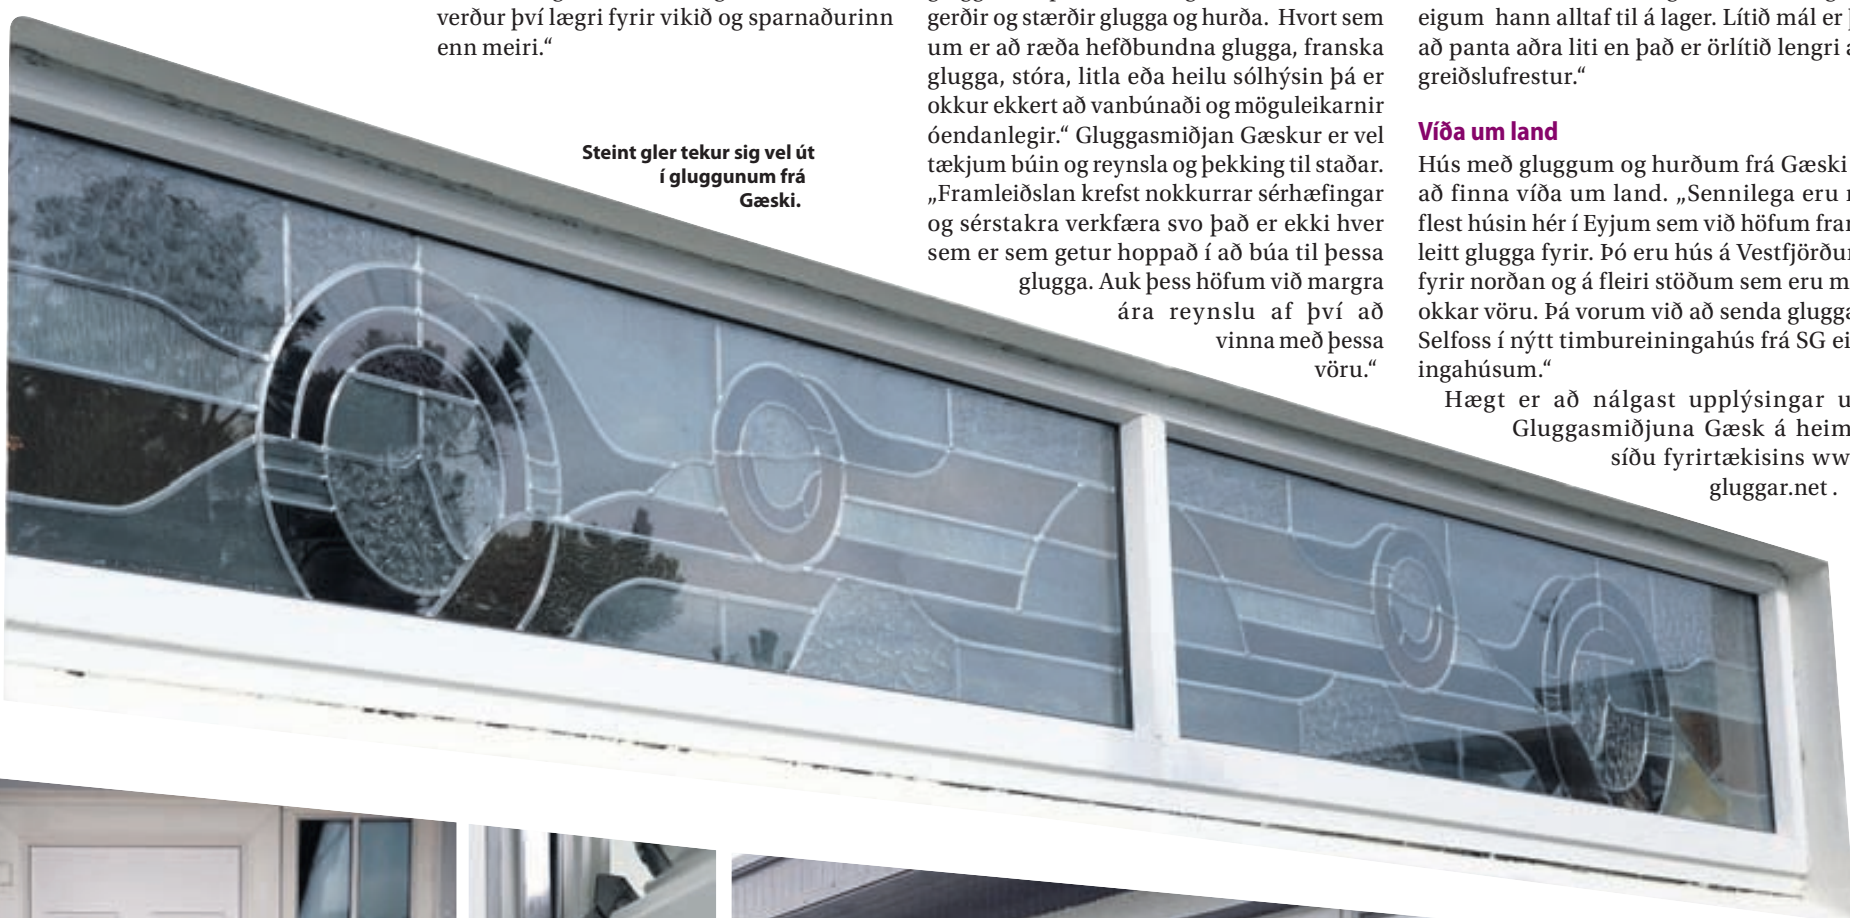 verður því lægri fyrir vikið og sparnaðurinn
enn meiri.“
Steint gler tekur sig vel út
í gluggunum frá
Gæski.
gerðir og stærðir glugga og hurða. Hvort sem
um er að ræða hefðbundna glugga, franska
glugga, stóra, litla eða heilu sólhýsin þá er
okkur ekkert að vanbúnaði og möguleikarnir
óendanlegir.“ Gluggasmiðjan Gæskur er vel
tækjum búin og reynsla og þekking til staðar.
„Framleiðslan krefst nokkurrar sérhæfingar
og sérstakra verkfæra svo það er ekki hver
sem er sem getur hoppað í að búa til þessa
glugga. Auk þess höfum við margra
ára reynslu af því að
vinna með þessa
vöru.“
eigum hann alltaf til á lager. Lítið mál er
að panta aðra liti en það er örlítið lengri
greiðslufrestur.“
Víða um land
Hús með gluggum og hurðum frá Gæski
að finna víða um land. „Sennilega eru
flest húsin hér í Eyjum sem við höfum
leitt glugga fyrir. Þó eru hús á
fyrir norðan og á fleiri stöðum sem eru
okkar vöru. Þá vorum við að senda
Selfoss í nýtt timbureiningahús frá SG
ingahúsum.“
Hægt er að nálgast upplýsingar
Gluggasmiðjuna Gæsk á heim
síðu fyrirtækisins
gluggar.net .